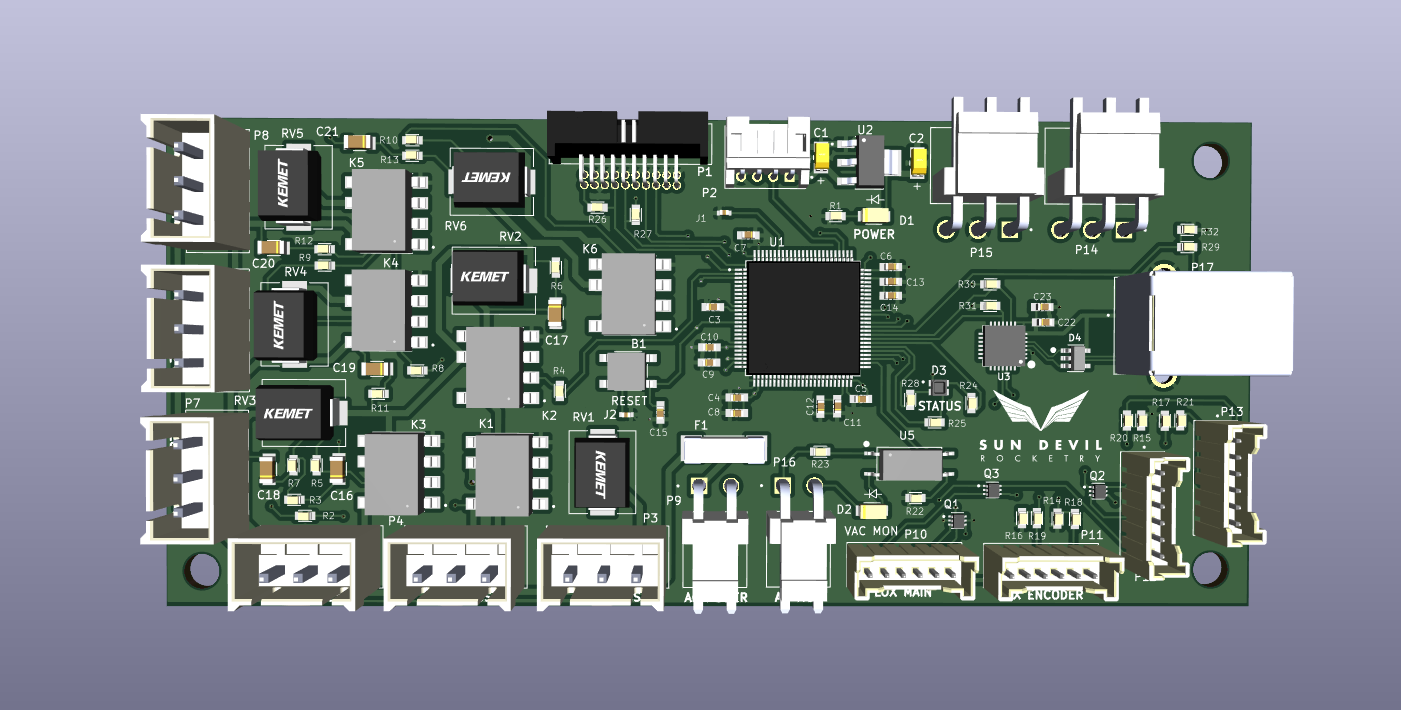 P8
RV5
C21
R10
R13
K5
KEMET
KEMET
RV6
P1
R26
R27
P2
J1
C1
U2
C2
R1
D1
POWER
P15
P14
R32
R29
P17
C20
R12
R9
K4
RV4
KEMET
RV2
KEMET
R6
C17
K6
C7
U1
C6
C13
C14
C3
R30
R31
C23
C22
D4
U3
C10
C9
B1
RESET
J2
C15
C19
R8
R11
R4
K2
C4
C8
C12
C11
C5
R28
D3
R24
STATUS
R25
SUN DEVIL
ROCKETRY
R17
R21
P13
R20
R15
P7
RV3
KEMET
K3
K1
RV1
KEMET
F1
P16
R23
U5
C18
R7
R5
C16
R3
R2
P4
P9
P3
D2
VAC MON
R22
Q1
Q3
Q2
P10
R14
R18
R16
R19
P11
LOX MAIN
ENCODER